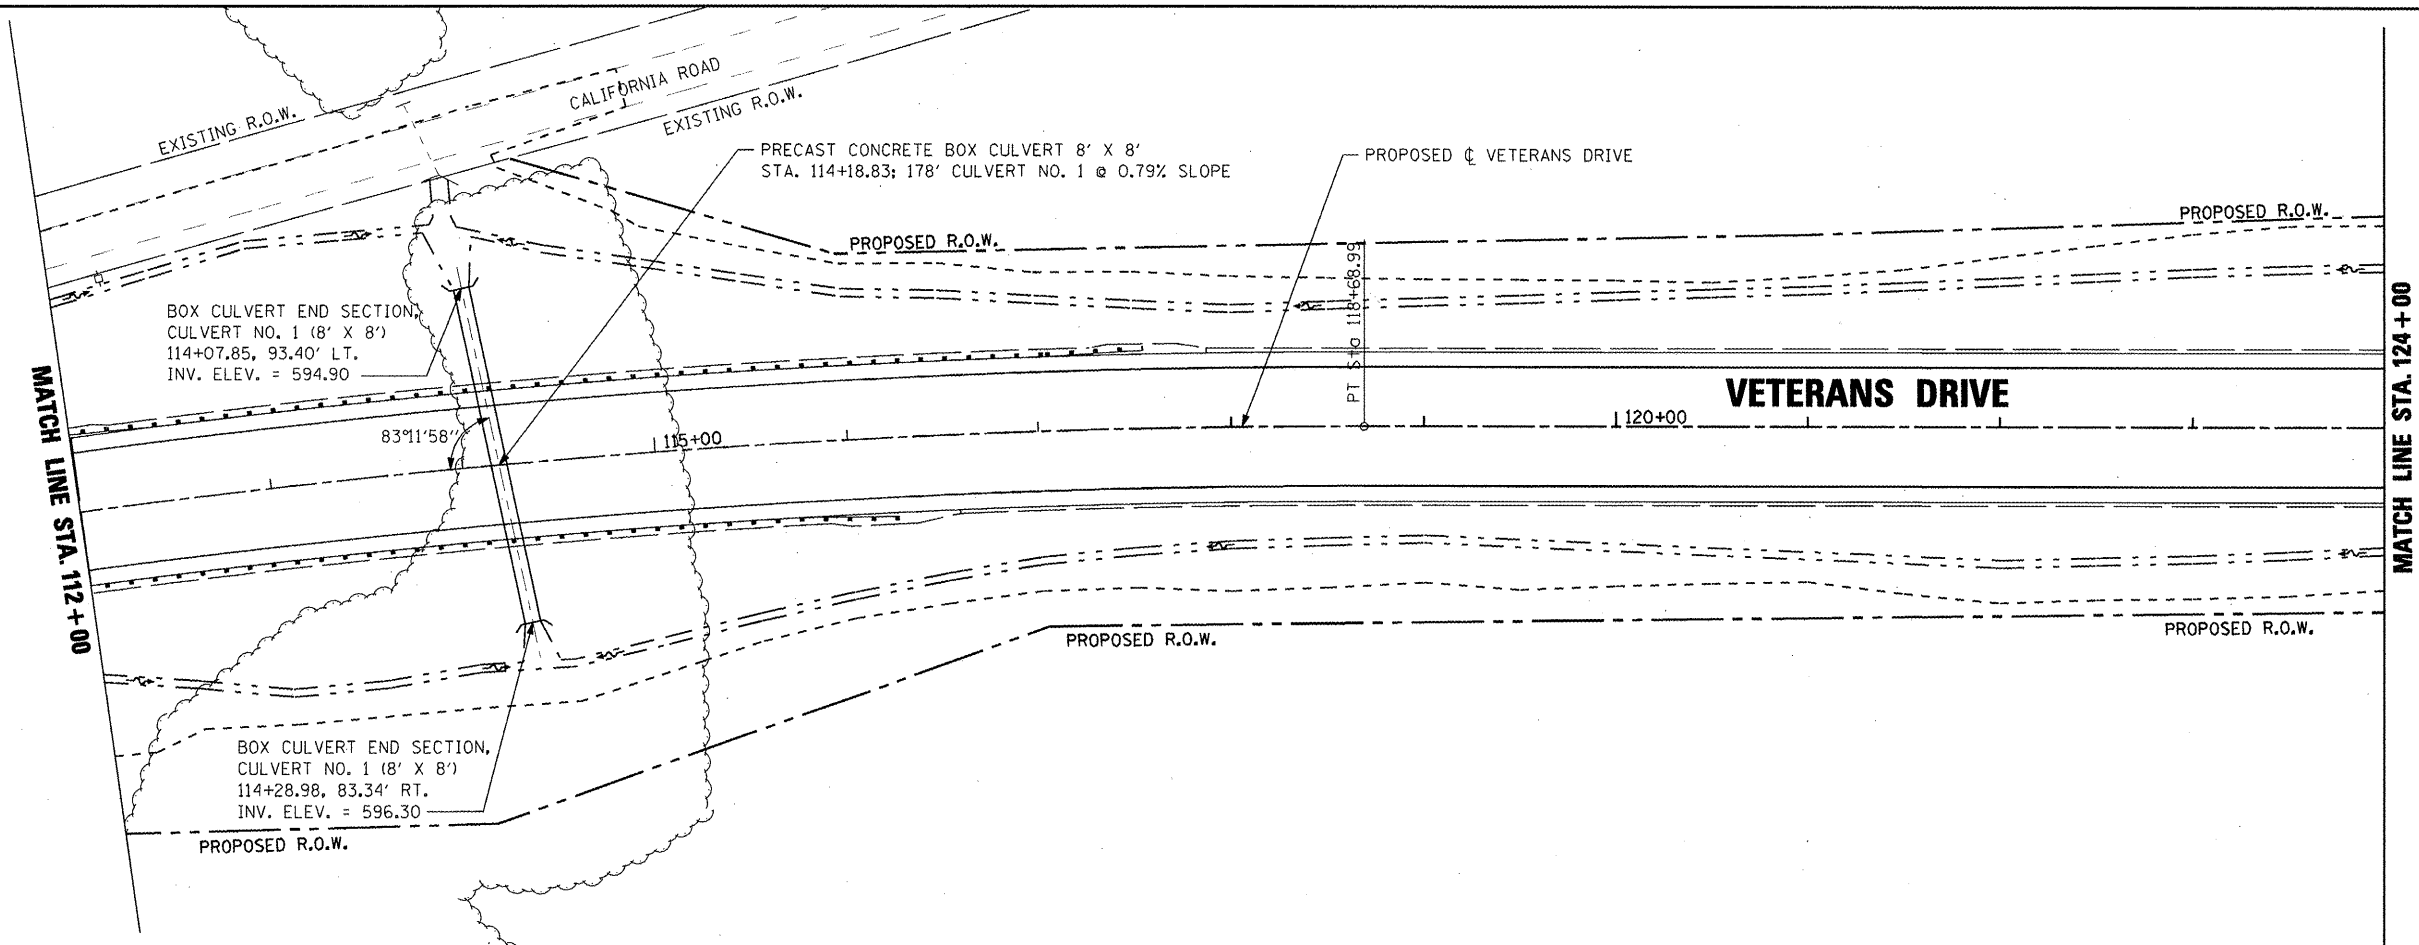 EXISTING R.O.W.
CALIFORNIA ROAD
EXISTING R.O.W.
PRECAST CONCRETE BOX CULVERT 8' X 8'
STA. 114+18.83; 178' CULVERT NO. 1 @ 0.79% SLOPE
PROPOSED ℄ VETERANS DRIVE
PROPOSED R.O.W.
PROPOSED R.O.W.
PT Sta 118+68.99
BOX CULVERT END SECTION,
CULVERT NO. 1 (8' X 8')
114+07.85, 93.40' LT.
INV. ELEV. = 594.90
MATCH LINE STA. 112+00
83°11'58"
115+00
120+00
VETERANS DRIVE
MATCH LINE STA. 124+00
PROPOSED R.O.W.
PROPOSED R.O.W.
BOX CULVERT END SECTION,
CULVERT NO. 1 (8' X 8')
114+28.98, 83.34' RT.
INV. ELEV. = 596.30
PROPOSED R.O.W.